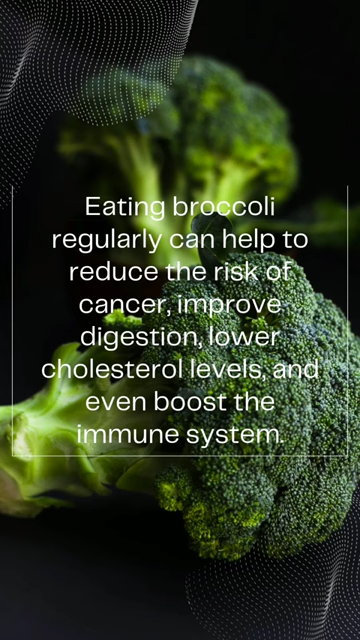 Eating broccoli
regularly can help to
reduce the risk of
cancer, improve
digestion, lower
cholesterol levels, and
even boost the
immune system.